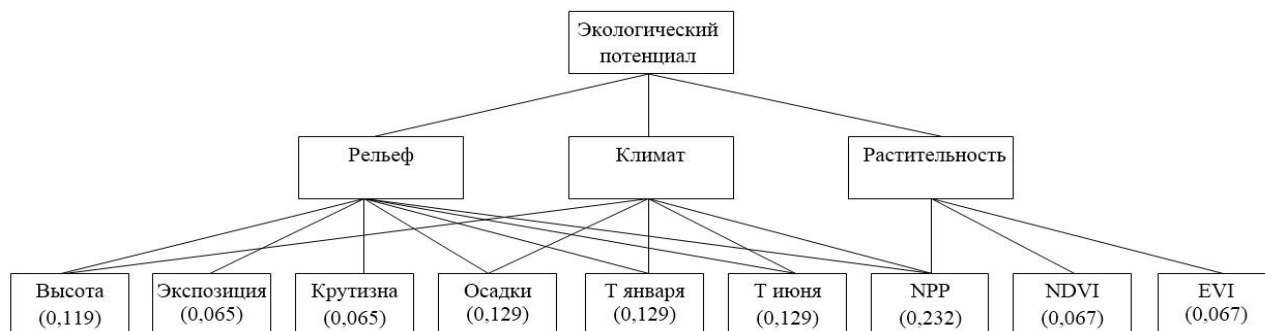 Экологический
потенциал
Рельеф
Климат
Растительность
Высота
(0,119)
Экспозиция
(0,065)
Крутизна
(0,065)
Осадки
(0,129)
Т января
(0,129)
Т июня
(0,129)
NPP
(0,232)
NDVI
(0,067)
EVI
(0,067)